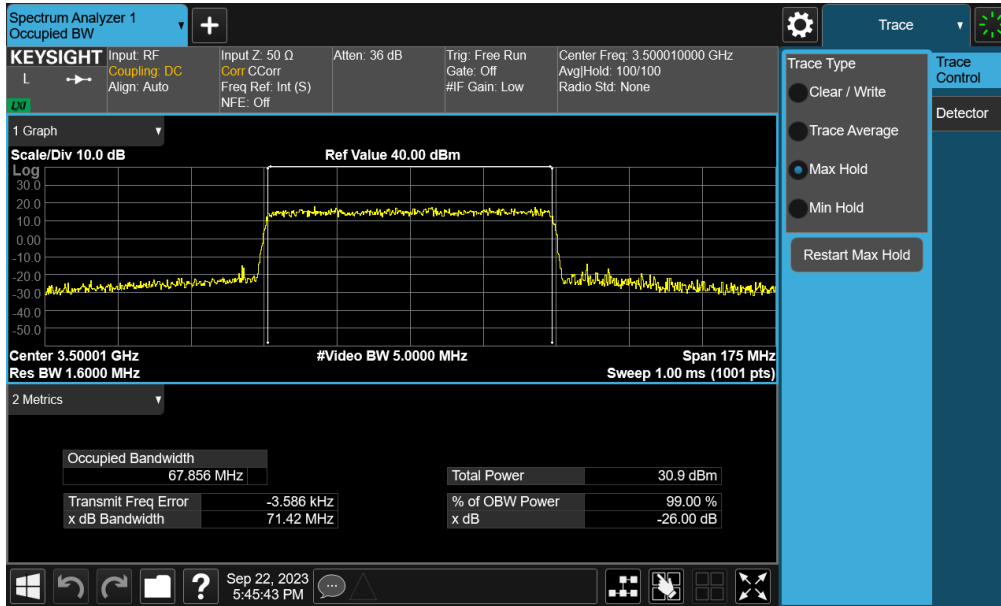 Spectrum Analyzer 1
Occupied BW
Trace
KEYSIGHT
L
LXI
Input: RF
Coupling: DC
Align: Auto
Input Z: 50 Ω
Corr CCorr
Freq Ref: Int (S)
NFE: Off
Atten: 36 dB
Trig: Free Run
Gate: Off
#IF Gain: Low
Center Freq: 3.500010000 GHz
Avg|Hold: 100/100
Radio Std: None
Trace Type
Clear / Write
Trace Average
Max Hold
Min Hold
Restart Max Hold
Trace
Control
Detector
1 Graph
Scale/Div 10.0 dB
Ref Value 40.00 dBm
Log
30.0
20.0
10.0
0.00
-10.0
-20.0
-30.0
-40.0
-50.0
Center 3.50001 GHz
#Video BW 5.0000 MHz
Span 175 MHz
Res BW 1.6000 MHz
Sweep 1.00 ms (1001 pts)
2 Metrics
Occupied Bandwidth
67.856 MHz
Total Power 30.9 dBm
Transmit Freq Error -3.586 kHz
% of OBW Power 99.00 %
x dB Bandwidth 71.42 MHz
x dB -26.00 dB
Sep 22, 2023
5:45:43 PM